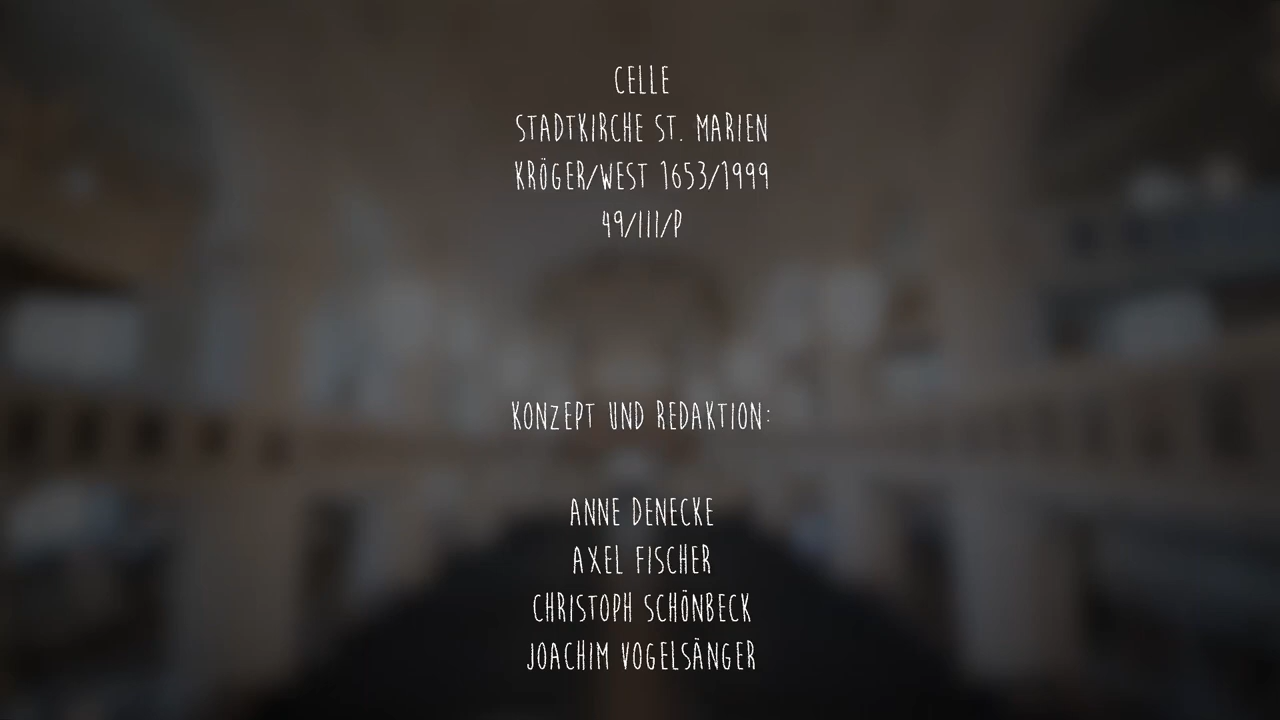 CELLE
STADTKIRCHE ST. MARIEN
KRÖGER/WEST 1653/1999
49/III/P
KONZEPT UND REDAKTION:
ANNE DENECKE
AXEL FISCHER
CHRISTOPH SCHÖNBECK
JOACHIM VOGELSÄNGER